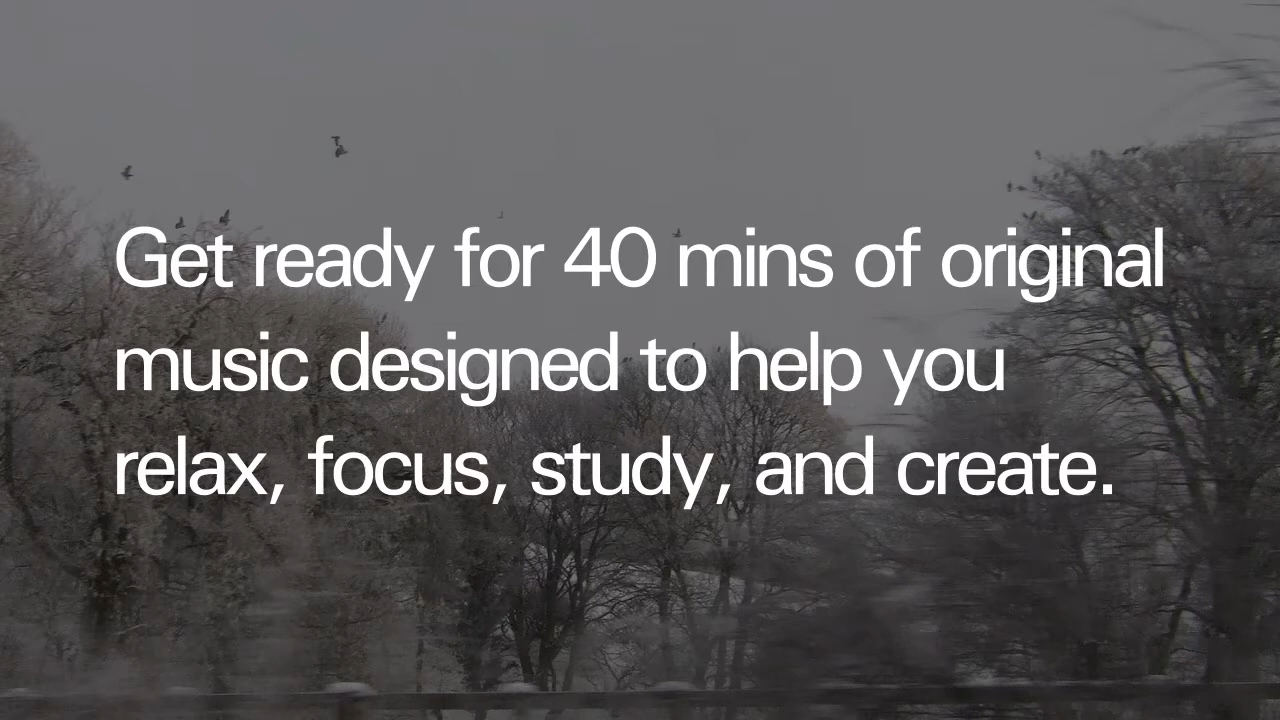 Get ready for 40 mins of original
music designed to help you
relax, focus, study, and create.